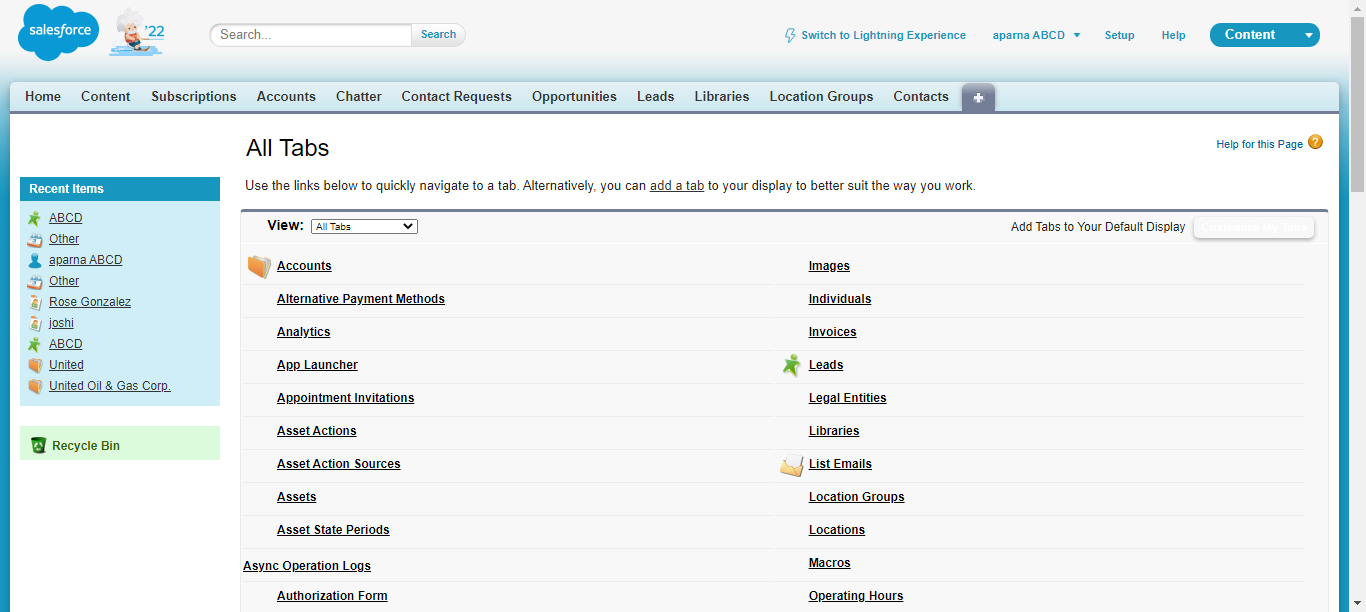 salesforce
'22
Search...
Search
Switch to Lightning Experience
aparna ABCD
Setup
Help
Content
Home Content Subscriptions Accounts Chatter Contact Requests Opportunities Leads Libraries Location Groups Contacts
All Tabs
Help for this Page ?
Use the links below to quickly navigate to a tab. Alternatively, you can add a tab to your display to better suit the way you work.
Recent Items
ABCD
Other
aparna ABCD
Other
Rose Gonzalez
joshi
ABCD
United
United Oil & Gas Corp.
Recycle Bin
View: All Tabs
Add Tabs to Your Default Display Customize My Tabs
Accounts
Alternative Payment Methods
Analytics
App Launcher
Appointment Invitations
Asset Actions
Asset Action Sources
Assets
Asset State Periods
Async Operation Logs
Authorization Form
Images
Individuals
Invoices
Leads
Legal Entities
Libraries
List Emails
Location Groups
Locations
Macros
Operating Hours